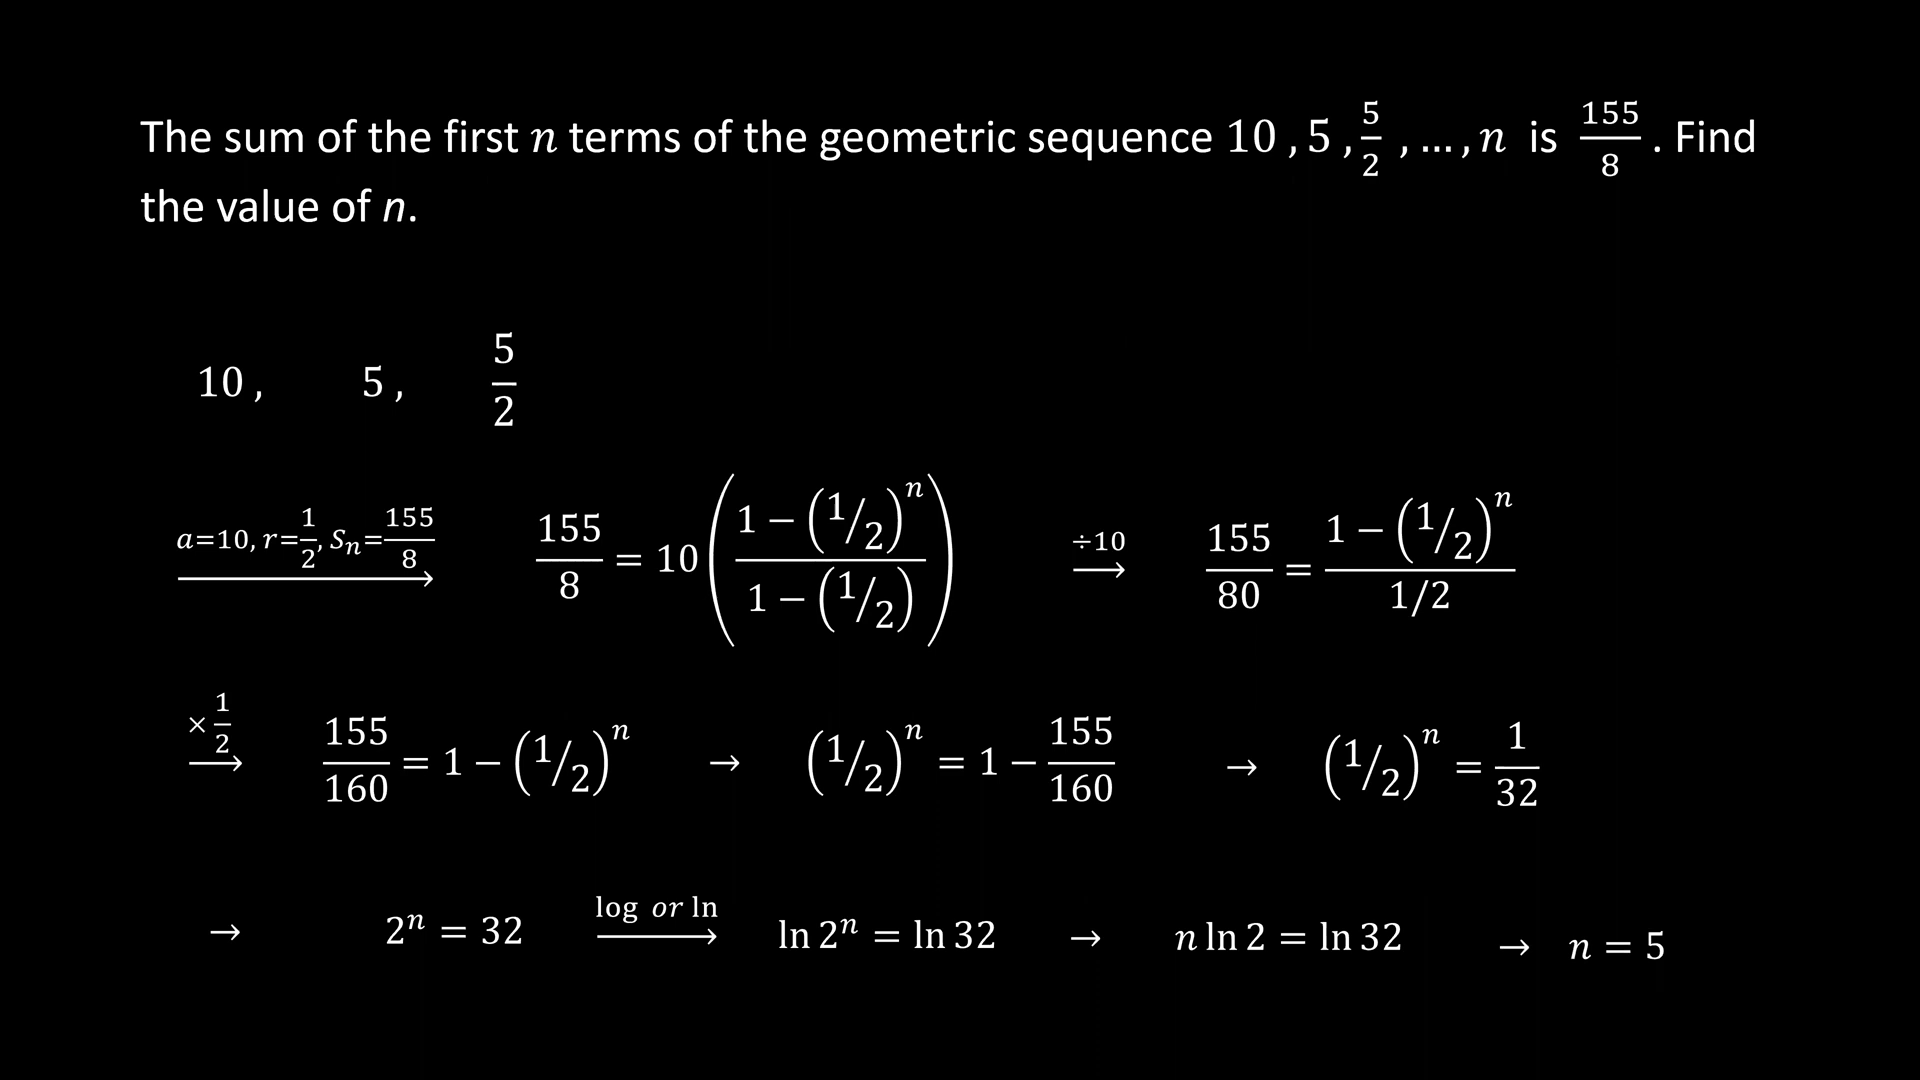 The sum of the first n terms of the geometric sequence 10 , 5 , 5/2 , … , n is 155/8 . Find
the value of n.
10 , 5 , 5/2
a=10, r=1/2, Sₙ=155/8 → 155/8 = 10((1 − (1/2)ⁿ)/(1 − (1/2))) ÷10 → 155/80 = (1 − (1/2)ⁿ)/(1/2)
×1/2 → 155/160 = 1 − (1/2)ⁿ → (1/2)ⁿ = 1 − 155/160 → (1/2)ⁿ = 1/32
→ 2ⁿ = 32 log or ln → ln 2ⁿ = ln 32 → n ln 2 = ln 32 → n = 5